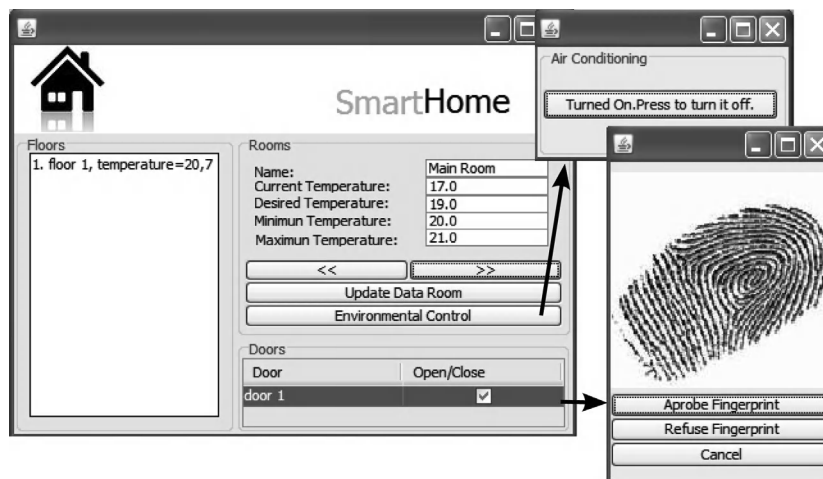 SmartHome
Floors
1. floor 1, temperature=20,7
Rooms
Name: Main Room
Current Temperature: 17.0
Desired Temperature: 19.0
Minimun Temperature: 20.0
Maximun Temperature: 21.0
<< >>
Update Data Room
Environmental Control
Doors
Door Open/Close
door 1
Air Conditioning
Turned On.Press to turn it off.
Aprobe Fingerprint
Refuse Fingerprint
Cancel